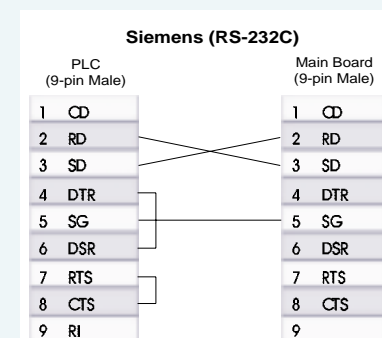 Siemens (RS-232C)
PLC
(9-pin Male)
Main Board
(9-pin Male)
1 CD
2 RD
3 SD
4 DTR
5 SG
6 DSR
7 RTS
8 CTS
9 RI
1 CD
2 RD
3 SD
4 DTR
5 SG
6 DSR
7 RTS
8 CTS
9